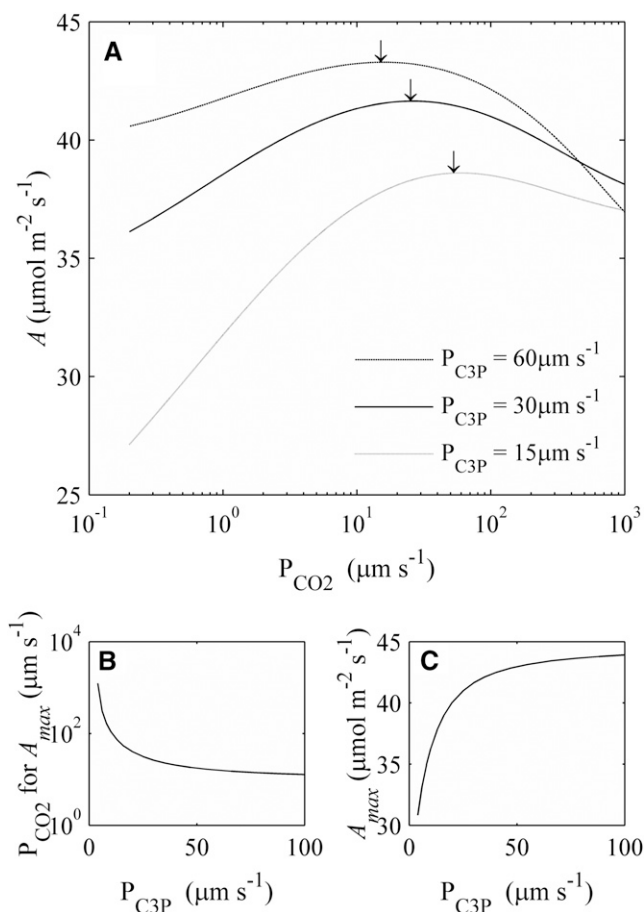 A
45
40
35
30
25
A (μmol m⁻² s⁻¹)
P_C3P = 60μm s⁻¹
P_C3P = 30μm s⁻¹
P_C3P = 15μm s⁻¹
10⁻¹ 10⁰ 10¹ 10² 10³
P_CO2 (μm s⁻¹)
B
10⁴
10²
10⁰
P_CO2 for A_max (μm s⁻¹)
0 50 100
P_C3P (μm s⁻¹)
C
45
40
35
30
A_max (μmol m⁻² s⁻¹)
0 50 100
P_C3P (μm s⁻¹)